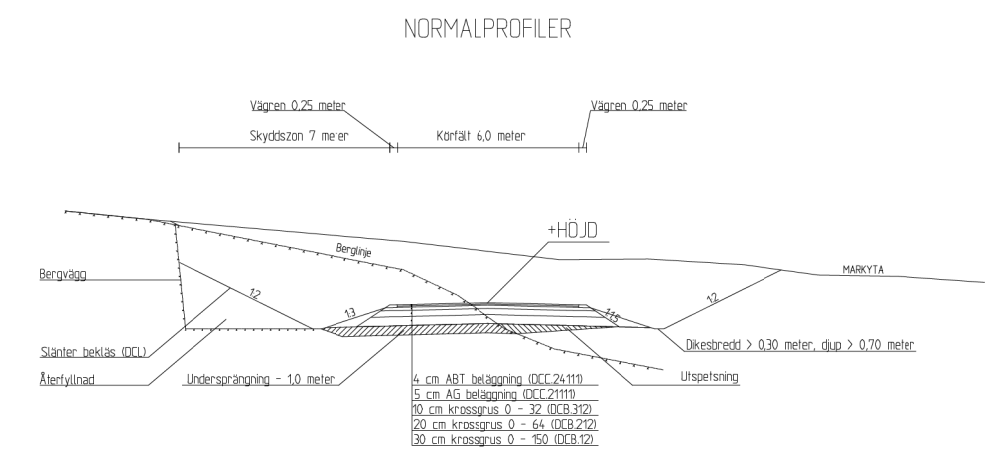 NORMALPROFILER
Vägren 0,25 meter
Vägren 0,25 meter
Skyddszon 7 meter
Körfält 6,0 meter
+HÖJD
Berglinje
MARKYTA
Bergvägg
1:2
1:3
1:1.5
1:2
Slänter bekläs (DCL)
Dikesbredd > 0,30 meter, djup > 0,70 meter
Återfyllnad
Undersprängning - 1,0 meter
Utspetsning
4 cm ABT beläggning (DCC.24111)
5 cm AG beläggning (DCC.21111)
10 cm krossgrus 0 - 32 (DCB.312)
20 cm krossgrus 0 - 64 (DCB.212)
30 cm krossgrus 0 - 150 (DCB.12)